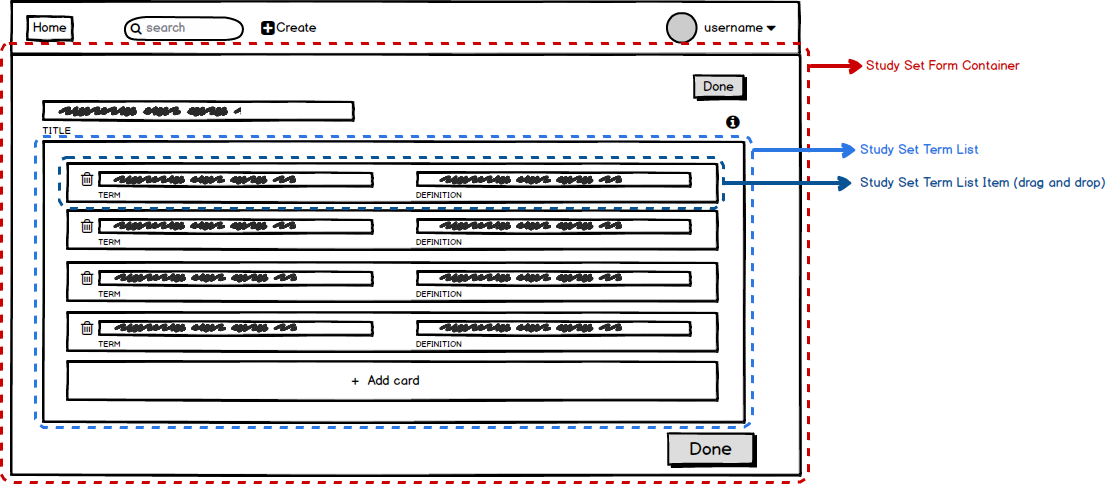 Home
search
Create
username
Study Set Form Container
Done
TITLE
Study Set Term List
Study Set Term List Item (drag and drop)
TERM
DEFINITION
TERM
DEFINITION
TERM
DEFINITION
TERM
DEFINITION
+ Add card
Done